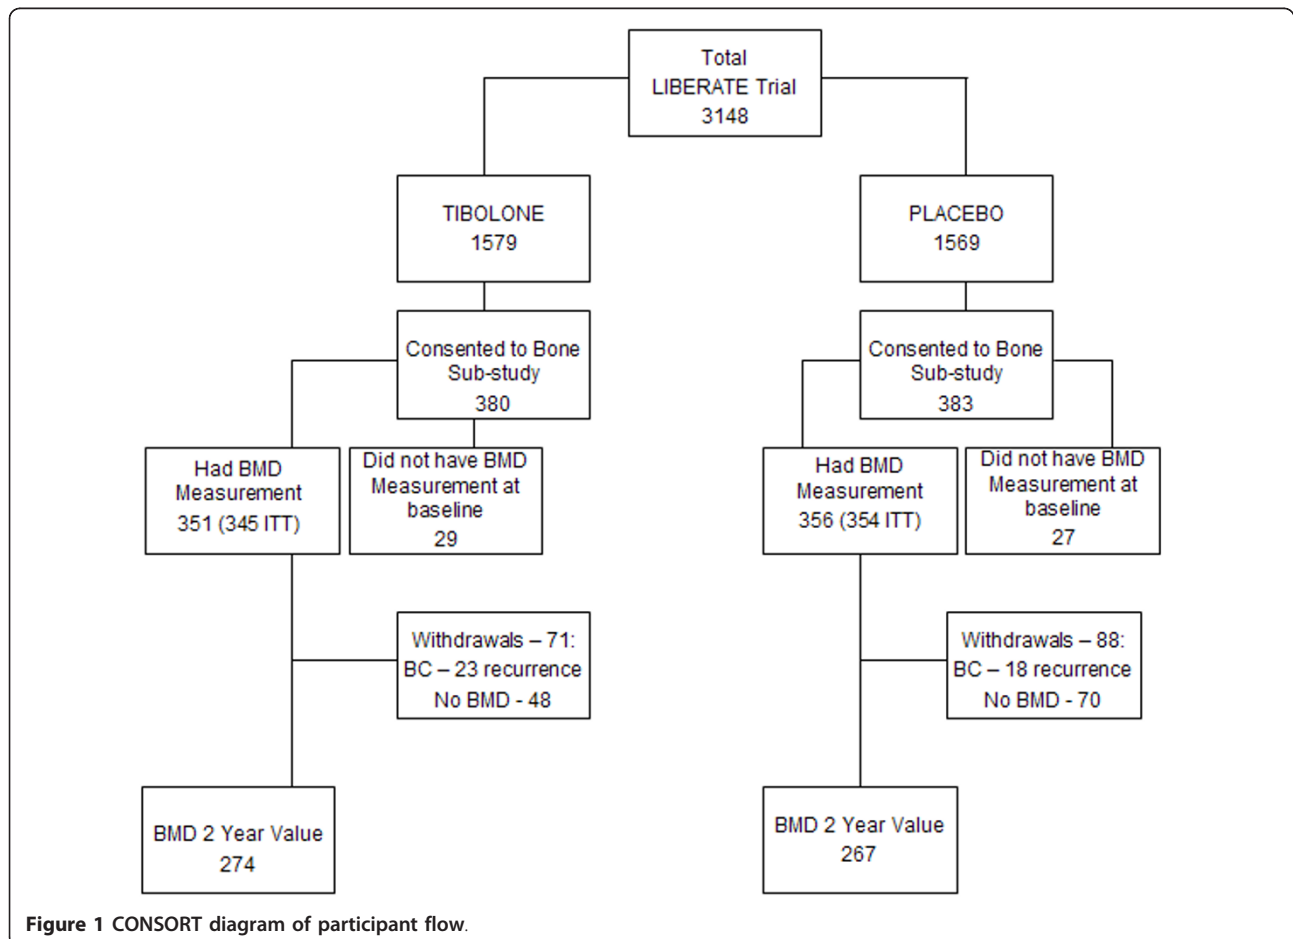 Total
LIBERATE Trial
3148
TIBOLONE
1579
PLACEBO
1569
Consented to Bone
Sub-study
380
Consented to Bone
Sub-study
383
Had BMD
Measurement
351 (345 ITT)
Did not have BMD
Measurement at
baseline
29
Had BMD
Measurement
356 (354 ITT)
Did not have BMD
Measurement at
baseline
27
Withdrawals – 71:
BC – 23 recurrence
No BMD - 48
Withdrawals – 88:
BC – 18 recurrence
No BMD - 70
BMD 2 Year Value
274
BMD 2 Year Value
267
Figure 1 CONSORT diagram of participant flow.